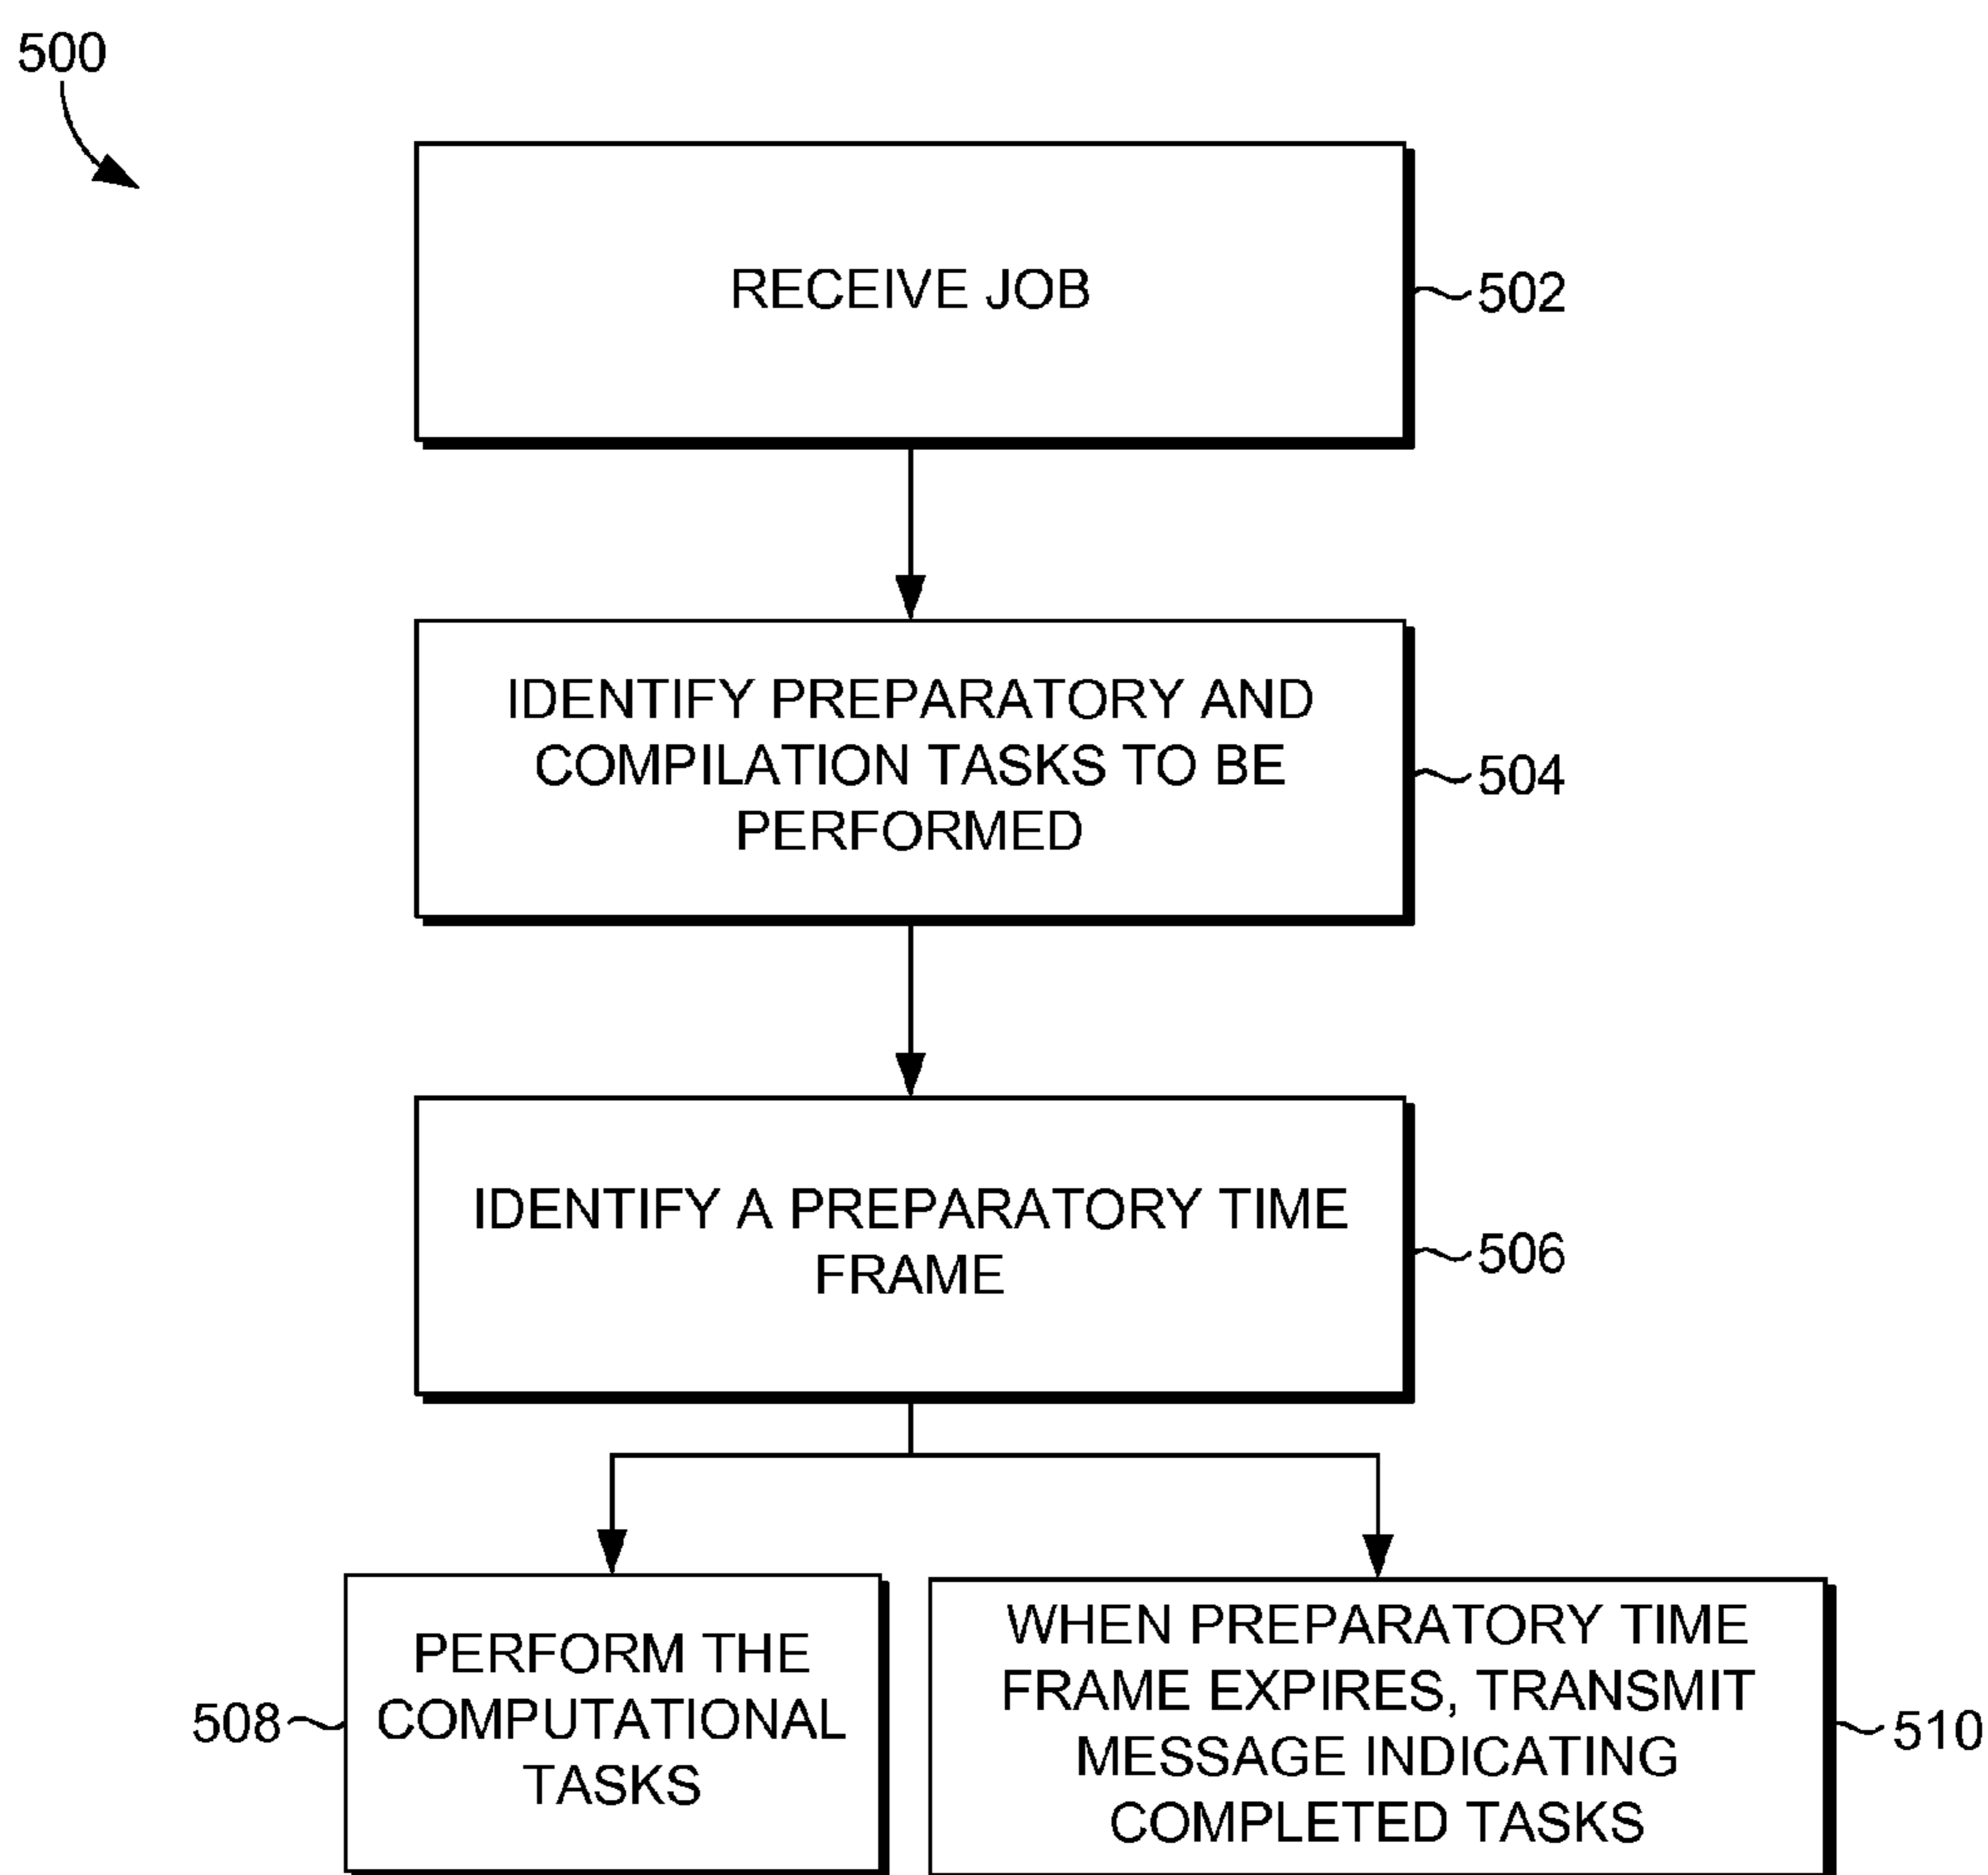 500
RECEIVE JOB
502
IDENTIFY PREPARATORY AND
COMPILATION TASKS TO BE
PERFORMED
504
IDENTIFY A PREPARATORY TIME
FRAME
506
PERFORM THE
COMPUTATIONAL
TASKS
508
WHEN PREPARATORY TIME
FRAME EXPIRES, TRANSMIT
MESSAGE INDICATING
COMPLETED TASKS
510